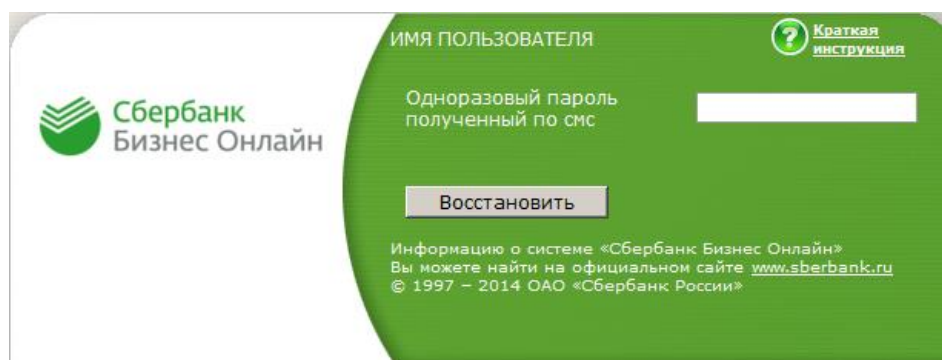 ИМЯ ПОЛЬЗОВАТЕЛЯ
Краткая
инструкция
Сбербанк
Бизнес Онлайн
Одноразовый пароль
полученный по смс
Восстановить
Информацию о системе «Сбербанк Бизнес Онлайн»
Вы можете найти на официальном сайте www.sberbank.ru
© 1997 – 2014 ОАО «Сбербанк России»